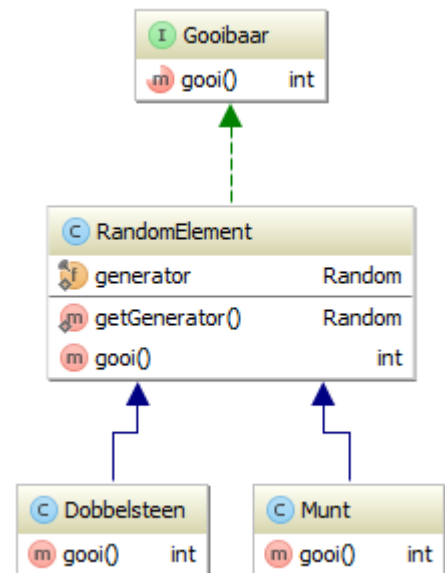 I Gooibaar
m gooi() int
C RandomElement
f generator Random
m getGenerator() Random
m gooi() int
C Dobbelsteen
m gooi() int
C Munt
m gooi() int